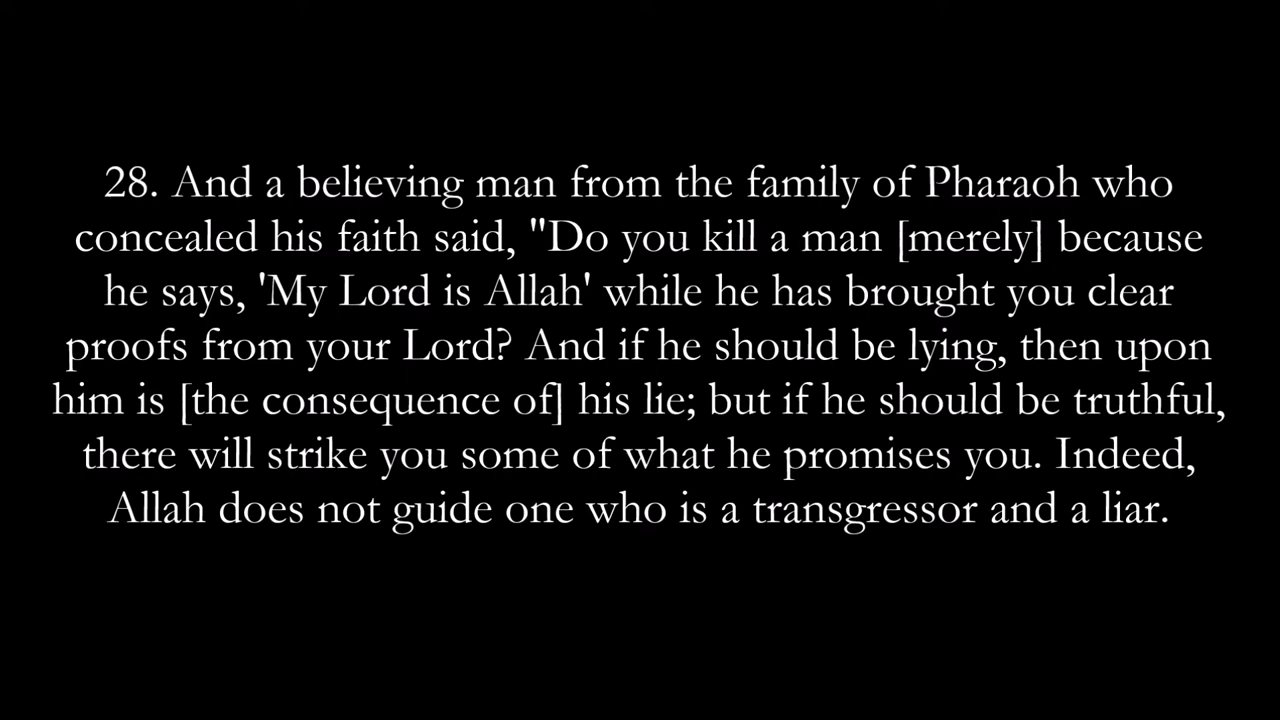 28. And a believing man from the family of Pharaoh who
concealed his faith said, "Do you kill a man [merely] because
he says, 'My Lord is Allah' while he has brought you clear
proofs from your Lord? And if he should be lying, then upon
him is [the consequence of] his lie; but if he should be truthful,
there will strike you some of what he promises you. Indeed,
Allah does not guide one who is a transgressor and a liar.